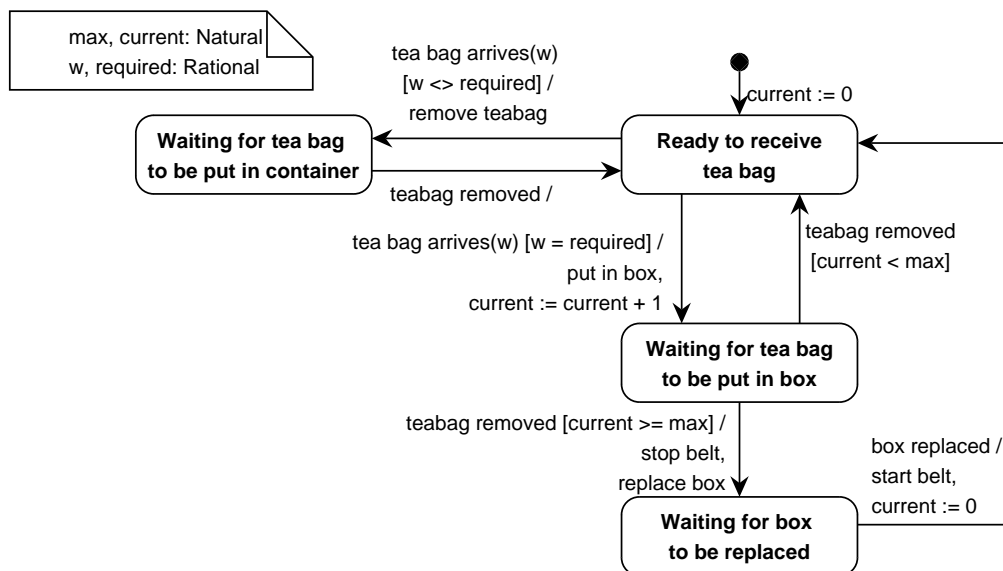 max, current: Natural
w, required: Rational
tea bag arrives(w)
[w <> required] /
remove teabag
current := 0
Waiting for tea bag
to be put in container
Ready to receive
tea bag
teabag removed /
tea bag arrives(w) [w = required] /
put in box,
current := current + 1
teabag removed
[current < max]
Waiting for tea bag
to be put in box
teabag removed [current >= max] /
stop belt,
replace box
box replaced /
start belt,
current := 0
Waiting for box
to be replaced